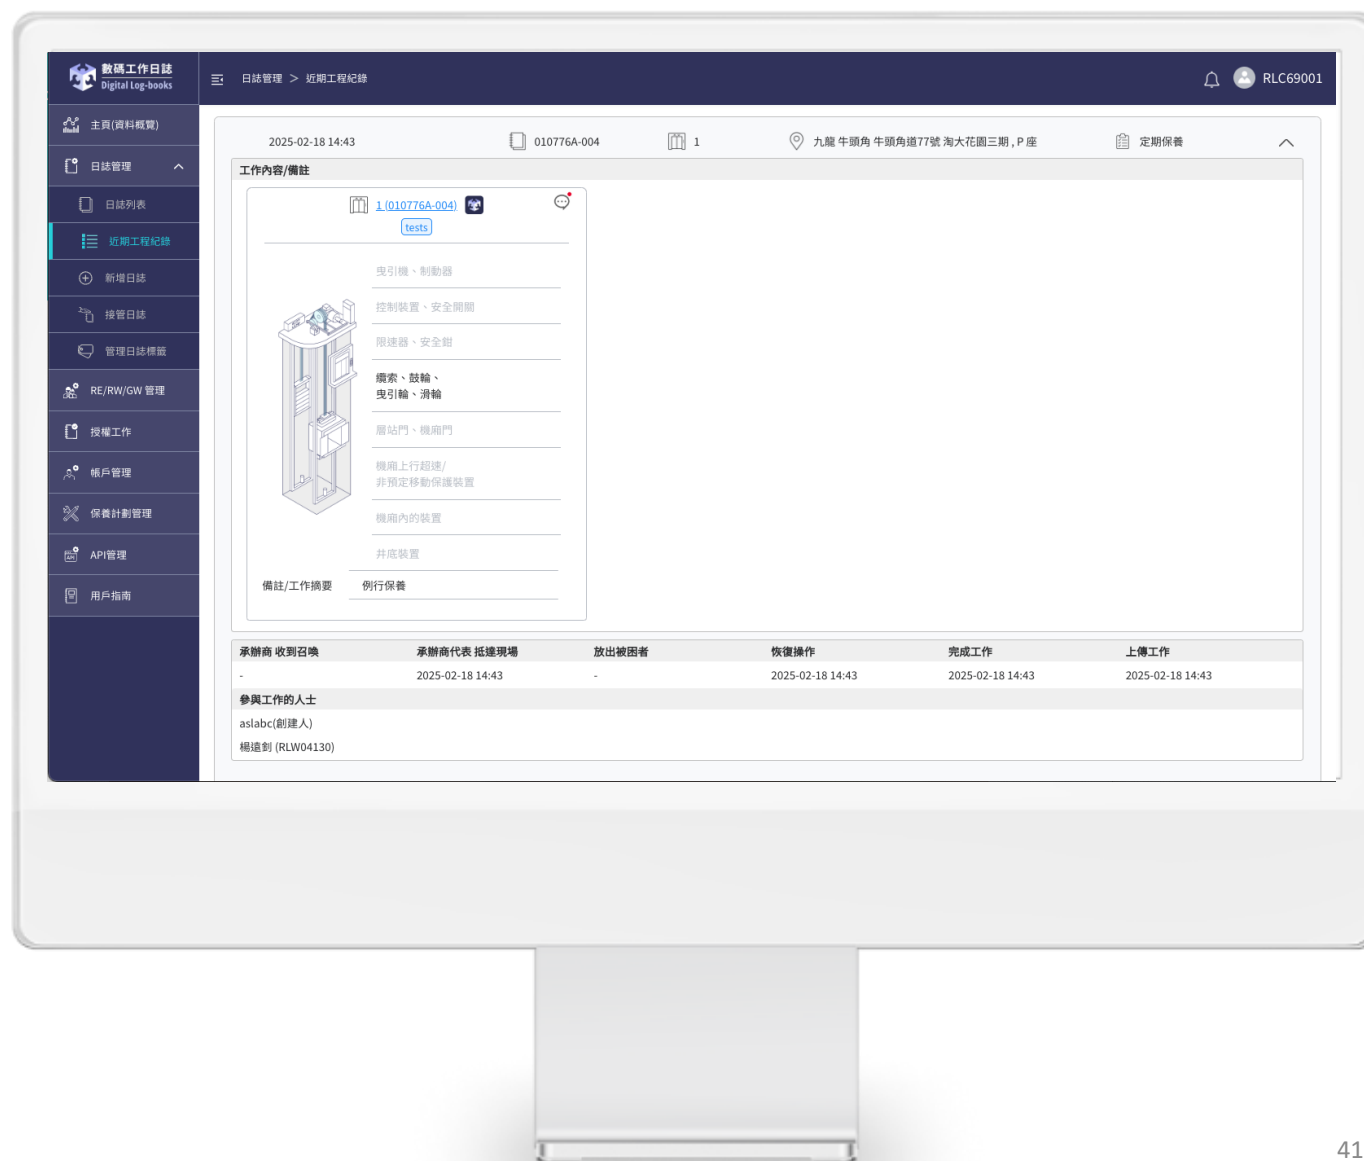 數碼工作日誌
Digital Log-books
日誌管理 > 近期工程紀錄
RLC69001
主頁(資料概覽)
日誌管理
日誌列表
近期工程紀錄
新增日誌
接管日誌
管理日誌標籤
RE/RW/GW 管理
授權工作
帳戶管理
保養計劃管理
API管理
用戶指南
2025-02-18 14:43 010776A-004 1 九龍 牛頭角 牛頭角道77號 淘大花園三期 , P 座 定期保養
工作內容/備註
1 (010776A-004)
tests
曳引機、制動器
控制裝置、安全開關
限速器、安全鉗
纜索、鼓輪、
曳引輪、滑輪
層站門、機廂門
機廂上行超速/
非預定移動保護裝置
機廂內的裝置
井底裝置
備註/工作摘要 例行保養
承辦商 收到召喚 承辦商代表 抵達現場 放出被困者 恢復操作 完成工作 上傳工作
- 2025-02-18 14:43 - 2025-02-18 14:43 2025-02-18 14:43 2025-02-18 14:43
參與工作的人士
aslabc(創建人)
楊遠釗 (RLW04130)
41